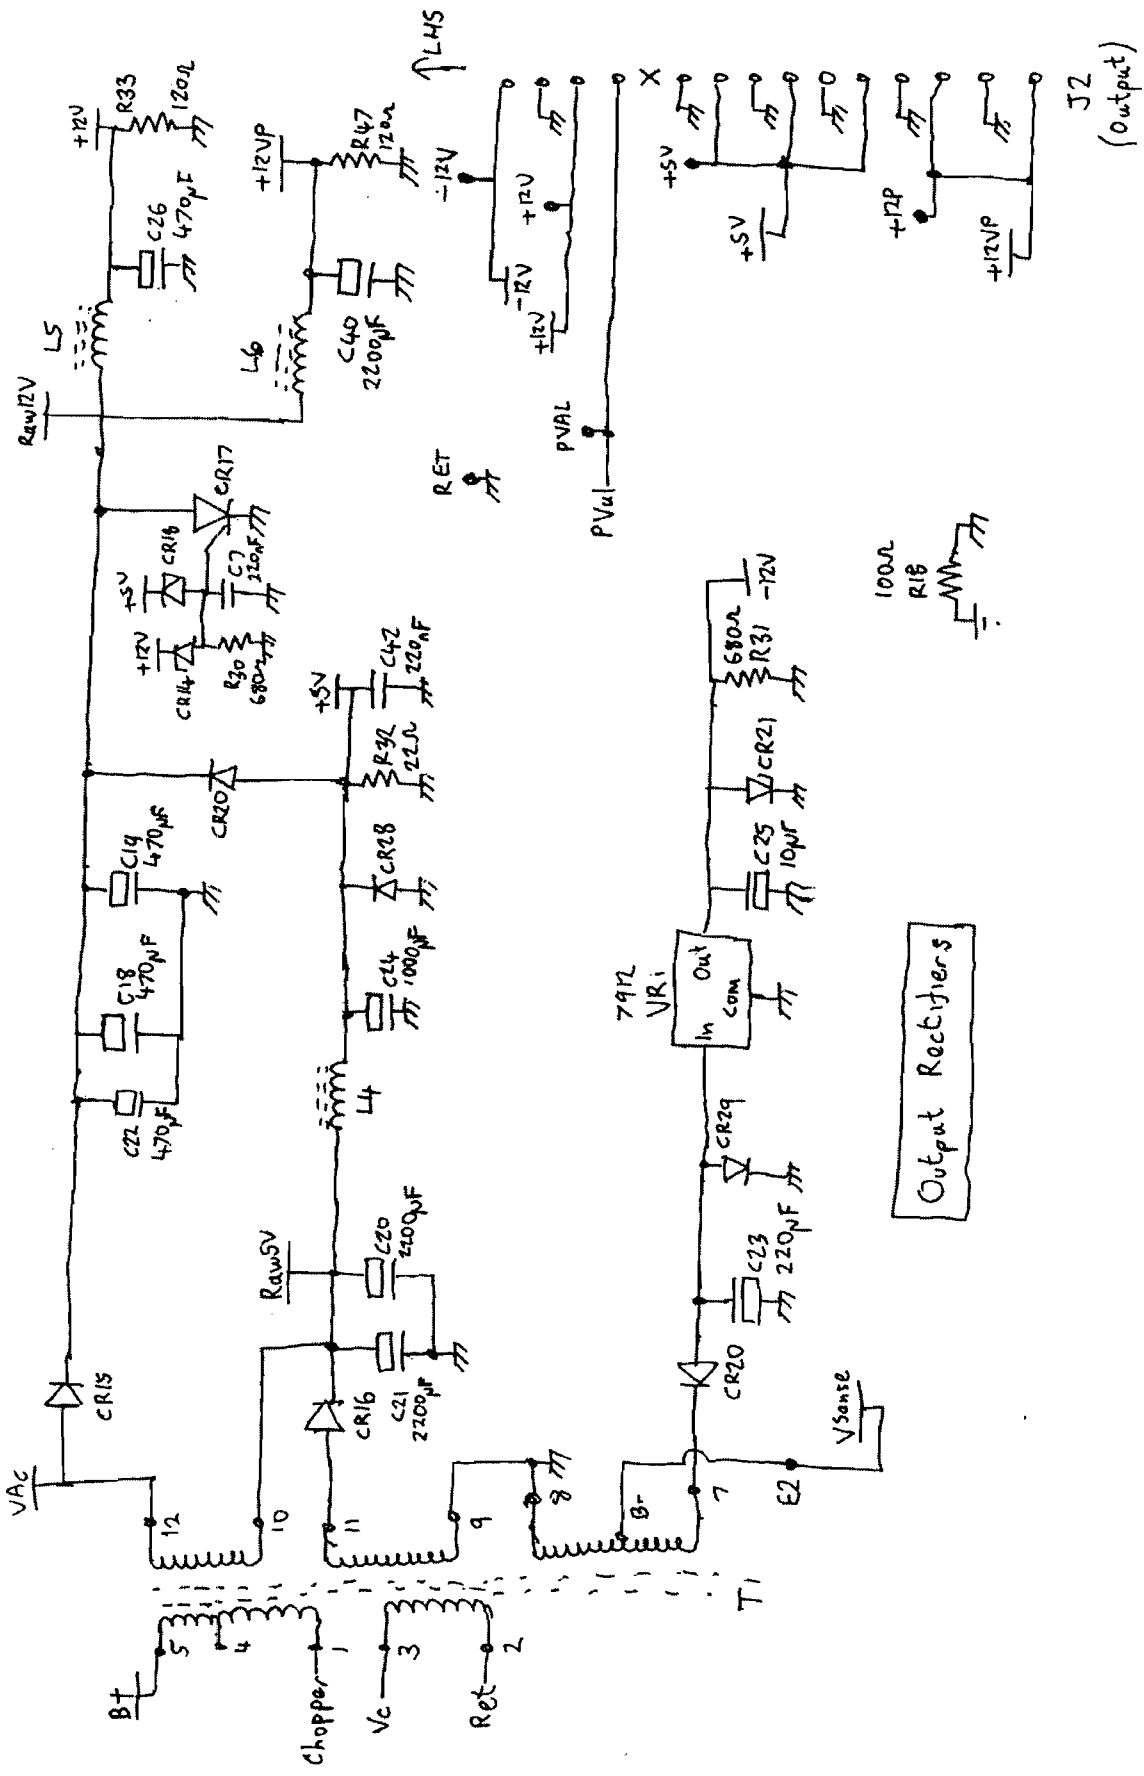 +12V
R33
120Ω
C26
470µF
L5
Raw12V
+12VP
R47
120Ω
C40
2200µF
L6
CR17
CR18
+5V
C7
220nF
+12V
CR14
R30
680Ω
+5V
C42
220nF
R32
22Ω
CR20
CR28
C19
470µF
C18
470µF
C22
470µF
C24
1000µF
L4
Raw5V
C20
2200µF
C21
2200µF
CR15
CR16
VAc
12
10
11
9
8
Br
7
E2
VSense
B+
5
4
1
Chopper
Vc
3
2
Ret
T1
CR20
C23
220µF
CR29
7912
VR1
In
Out
Com
C25
10µF
CR21
680Ω
R31
-12V
100Ω
R18
Output Rectifiers
LHS
-12V
+12V
-12V
+12V
X
PVAL
PVal
RET
+5V
+5V
+12P
+12VP
J2
(Output)